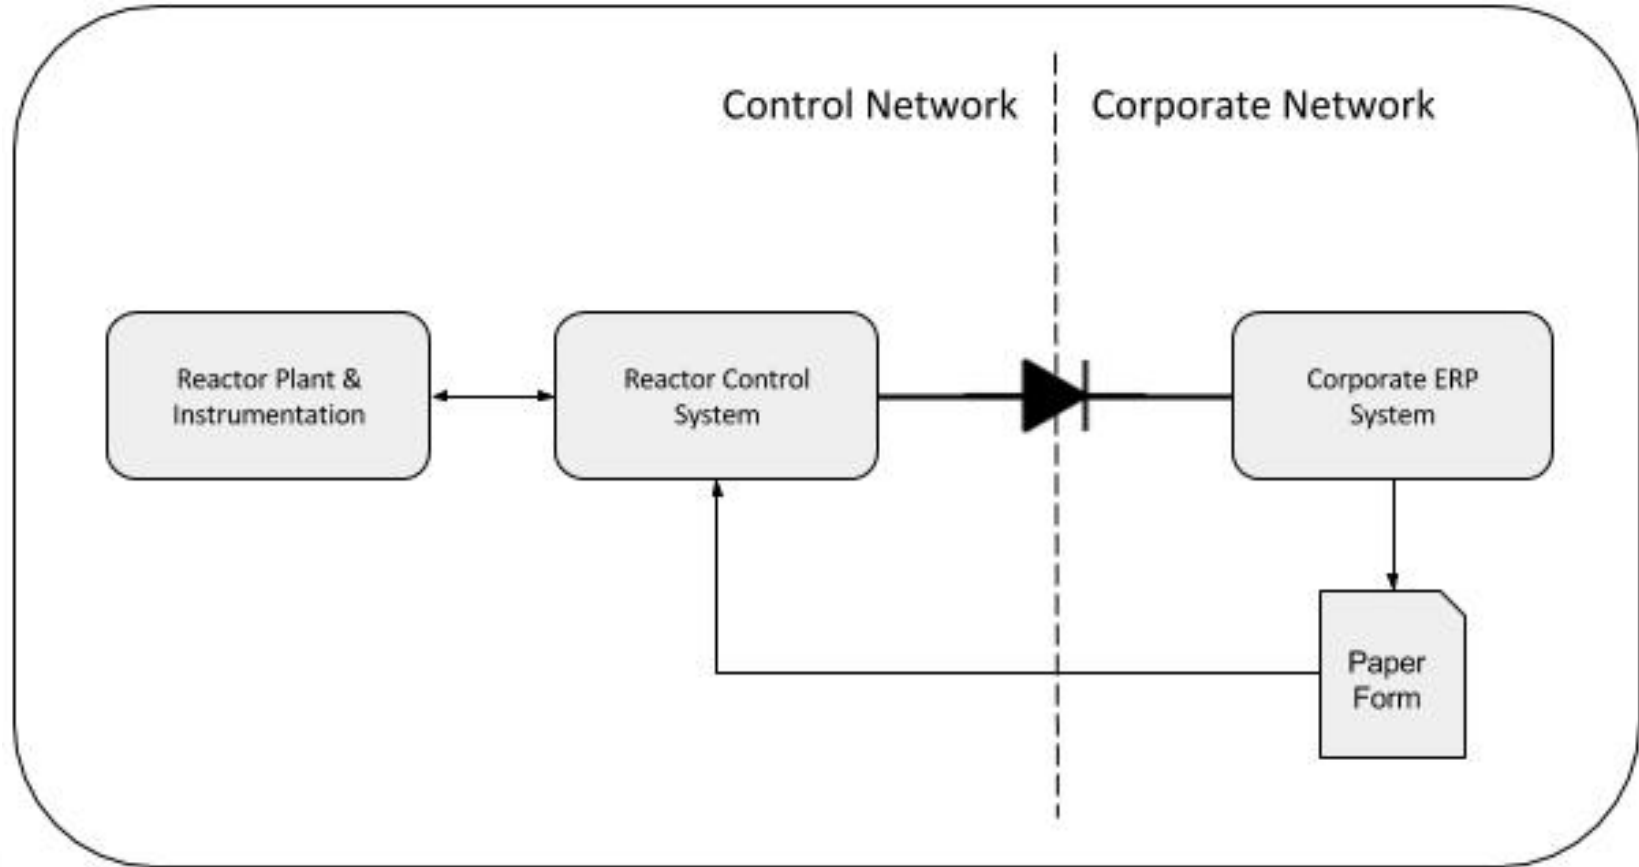 Control Network
Corporate Network
Reactor Plant &
Instrumentation
Reactor Control
System
Corporate ERP
System
Paper
Form